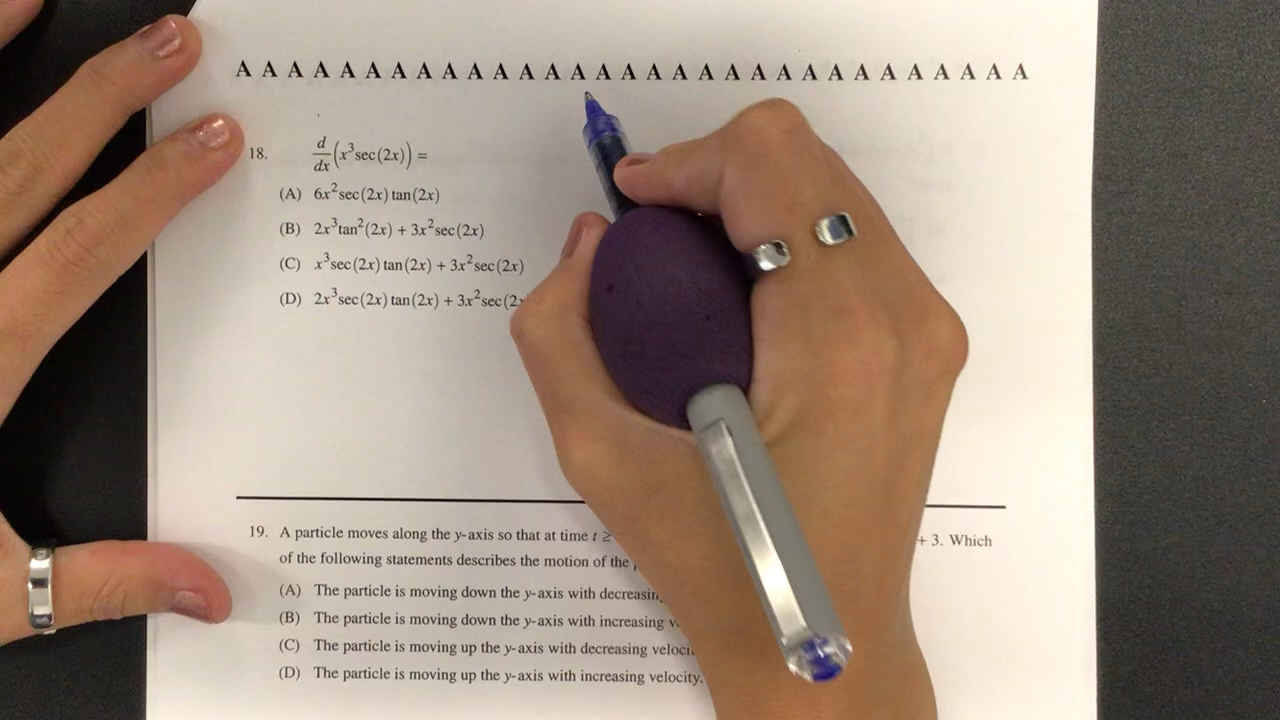 A A A A A A A A A A A A A A A A A A A A A A A A A A A A A A A
18. d/dx (x³sec(2x)) =
(A) 6x²sec(2x) tan(2x)
(B) 2x³tan²(2x) + 3x²sec(2x)
(C) x³sec(2x) tan(2x) + 3x²sec(2x)
(D) 2x³sec(2x) tan(2x) + 3x²sec(2x
19. A particle moves along the y-axis so that at time t ≥ + 3. Which
of the following statements describes the motion of the
(A) The particle is moving down the y-axis with decreasing
(B) The particle is moving down the y-axis with increasing
(C) The particle is moving up the y-axis with decreasing
(D) The particle is moving up the y-axis with increasing velocity.